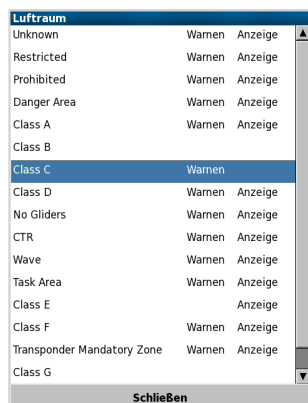 Luftraum
Unknown Warnen Anzeige
Restricted Warnen Anzeige
Prohibited Warnen Anzeige
Danger Area Warnen Anzeige
Class A Warnen Anzeige
Class B
Class C Warnen
Class D Warnen Anzeige
No Gliders Warnen Anzeige
CTR Warnen Anzeige
Wave Warnen Anzeige
Task Area Warnen Anzeige
Class E Anzeige
Class F Warnen Anzeige
Transponder Mandatory Zone Warnen Anzeige
Class G
Schließen